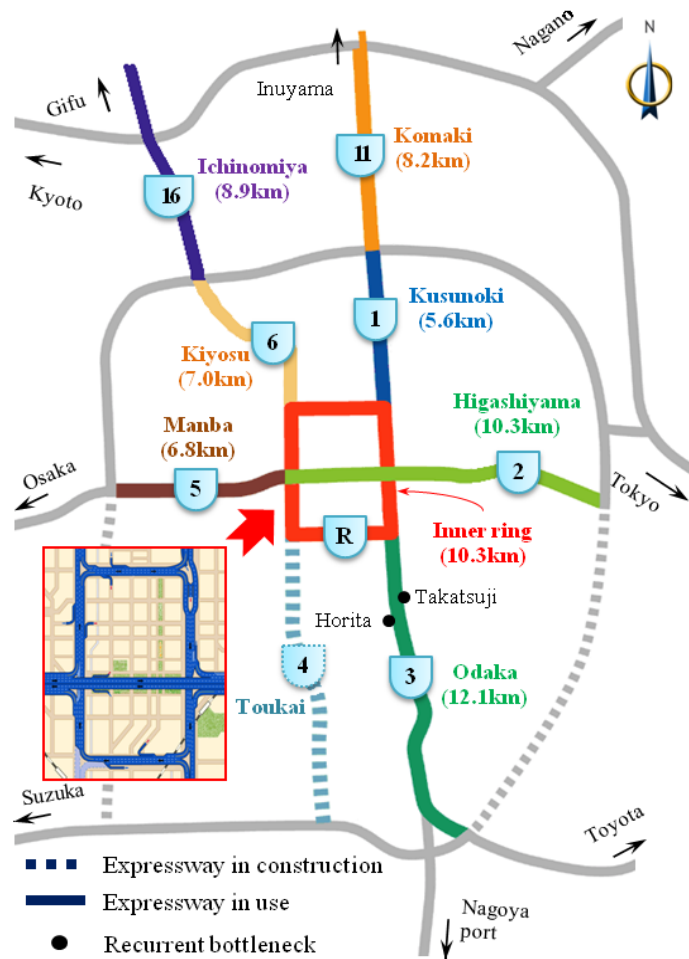 Nagano
N
Inuyama
Gifu
11
Komaki
(8.2km)
Ichinomiya
(8.9km)
16
Kyoto
Kusunoki
(5.6km)
1
6
Kiyosu
(7.0km)
Higashiyama
(10.3km)
Manba
(6.8km)
Osaka
5
2
Tokyo
R
Inner ring
(10.3km)
Takatsuji
Horita
4
3
Odaka
(12.1km)
Toukai
Suzuka
Toyota
Expressway in construction
Expressway in use
Nagoya
port
Recurrent bottleneck